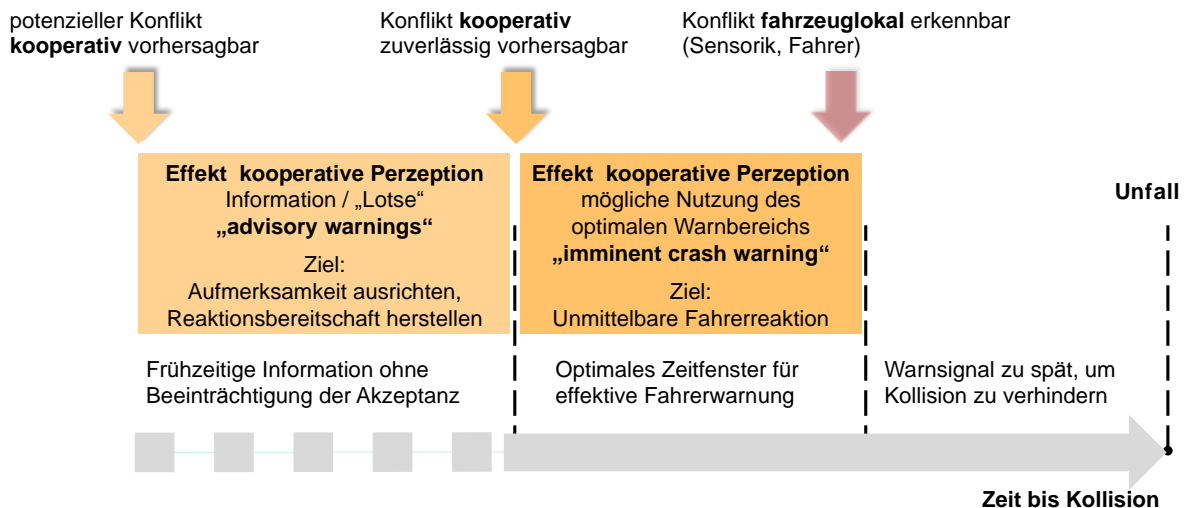 potenzieller Konflikt
kooperativ vorhersagbar
Konflikt kooperativ
zuverlässig vorhersagbar
Konflikt fahrzeuglokal erkennbar
(Sensorik, Fahrer)
Effekt kooperative Perzeption
Information / „Lotse“
„advisory warnings“
Ziel:
Aufmerksamkeit ausrichten,
Reaktionsbereitschaft herstellen
Effekt kooperative Perzeption
mögliche Nutzung des
optimalen Warnbereichs
„imminent crash warning“
Ziel:
Unmittelbare Fahrerreaktion
Unfall
Frühzeitige Information ohne
Beeinträchtigung der Akzeptanz
Optimales Zeitfenster für
effektive Fahrerwarnung
Warnsignal zu spät, um
Kollision zu verhindern
Zeit bis Kollision